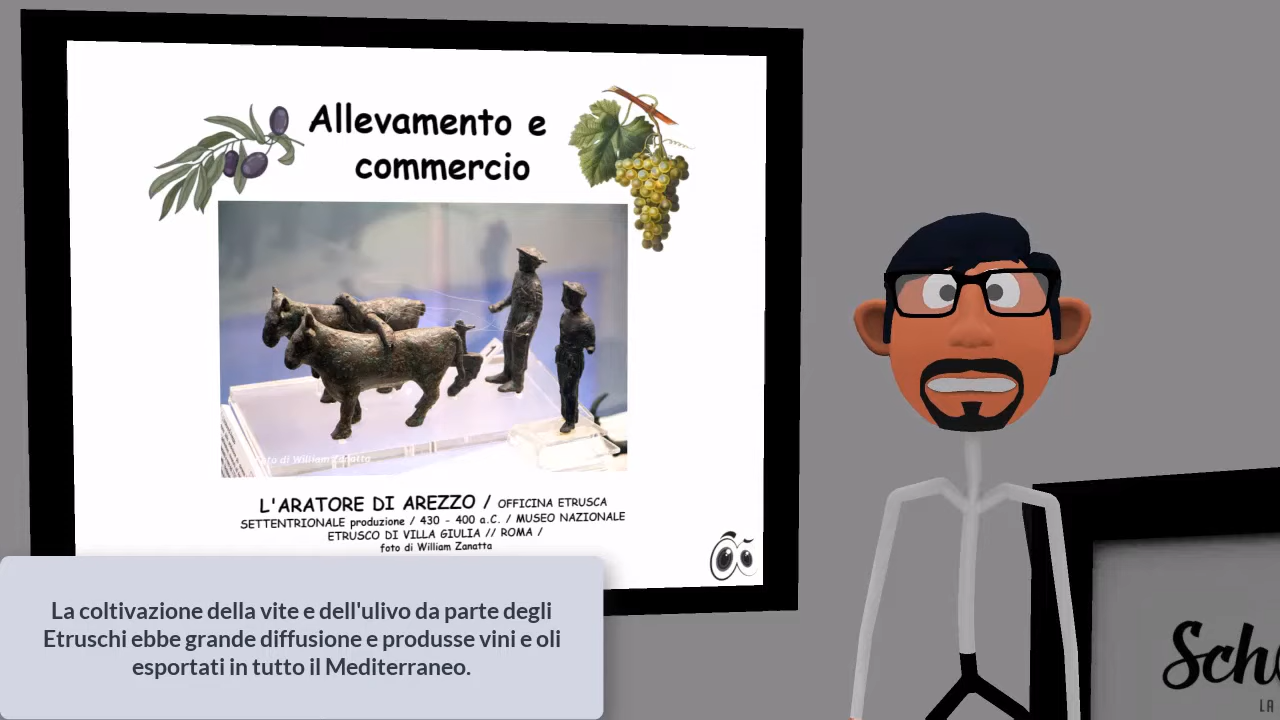 Allevamento e
commercio
foto di William Zanatta
L'ARATORE DI AREZZO / OFFICINA ETRUSCA
SETTENTRIONALE produzione / 430 - 400 a.C. / MUSEO NAZIONALE
ETRUSCO DI VILLA GIULIA // ROMA /
foto di William Zanatta
La coltivazione della vite e dell'ulivo da parte degli
Etruschi ebbe grande diffusione e produsse vini e oli
esportati in tutto il Mediterraneo.
LA